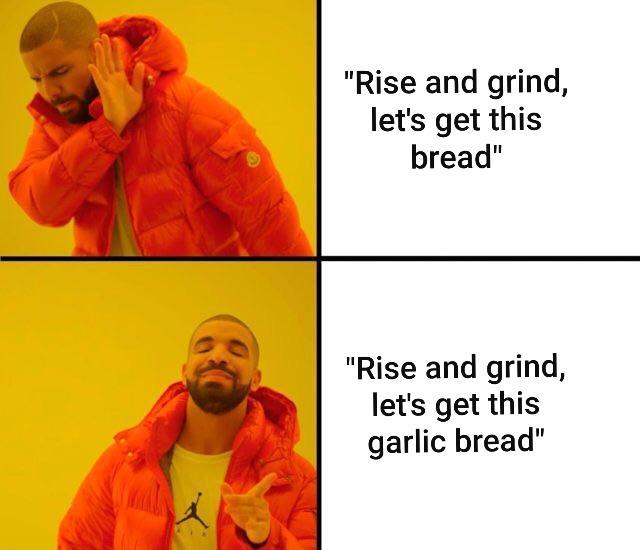 "Rise and grind,
let's get this
bread"
"Rise and grind,
let's get this
garlic bread"